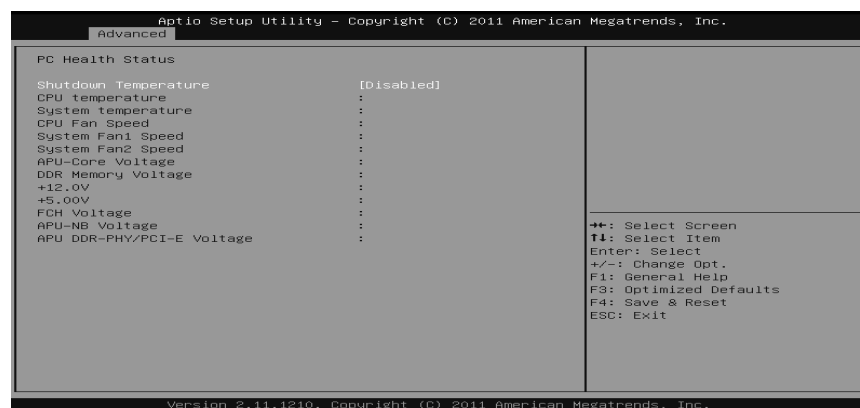 Aptio Setup Utility – Copyright (C) 2011 American Megatrends, Inc.
Advanced
PC Health Status
Shutdown Temperature [Disabled]
CPU temperature :
System temperature :
CPU Fan Speed :
System Fan1 Speed :
System Fan2 Speed :
APU-Core Voltage :
DDR Memory Voltage :
+12.0V :
+5.00V :
FCH Voltage :
APU-NB Voltage :
APU DDR-PHY/PCI-E Voltage :
→←: Select Screen
↑↓: Select Item
Enter: Select
+/-: Change Opt.
F1: General Help
F3: Optimized Defaults
F4: Save & Reset
ESC: Exit
Version 2.11.1210. Copyright (C) 2011 American Megatrends, Inc.